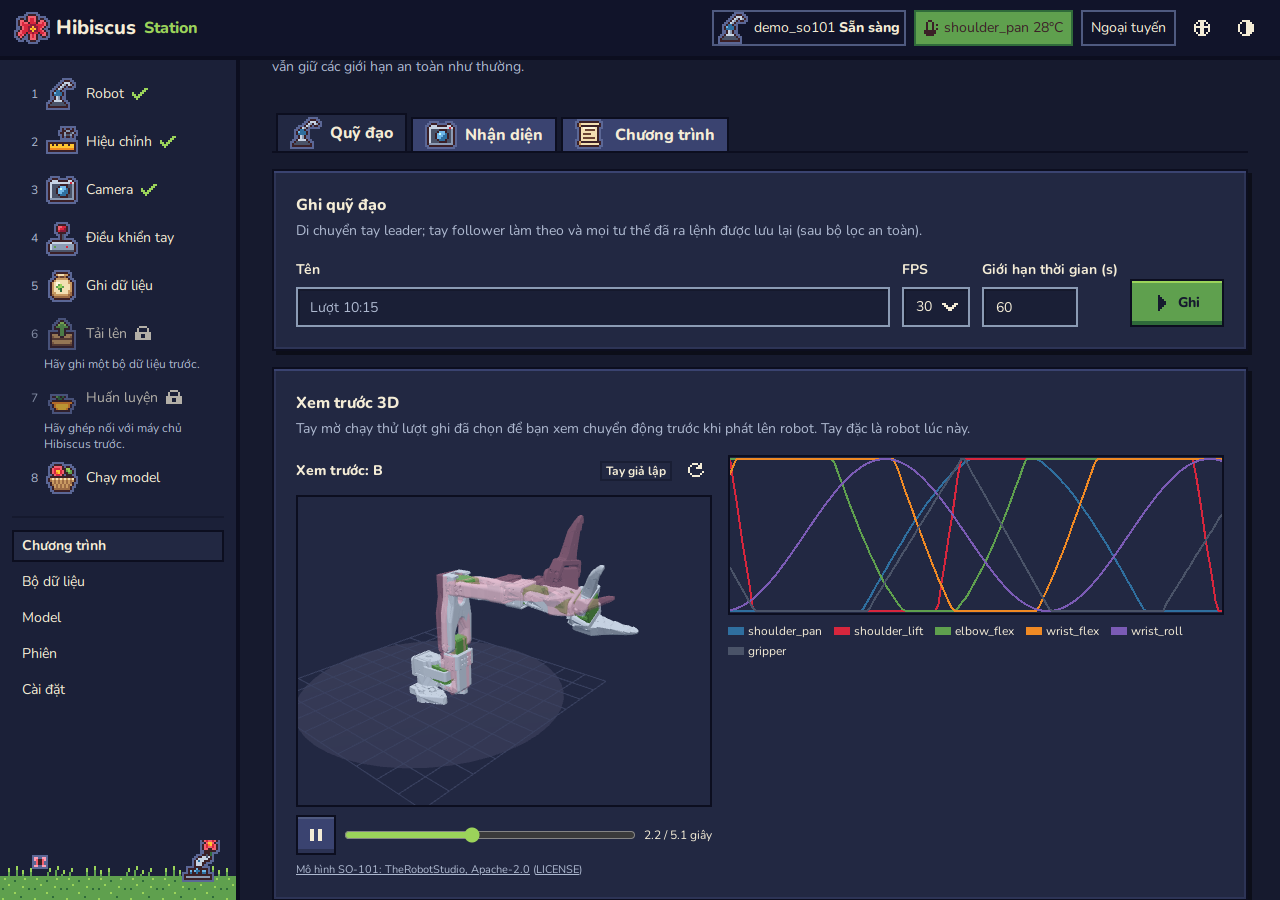 Hibiscus Station
demo_so101 Sẵn sàng
shoulder_pan 28°C
Ngoại tuyến
1 Robot
2 Hiệu chỉnh
3 Camera
4 Điều khiển tay
5 Ghi dữ liệu
6 Tải lên
Hãy ghi một bộ dữ liệu trước.
7 Huấn luyện
Hãy ghép nối với máy chủ
Hibiscus trước.
8 Chạy model
Chương trình
Bộ dữ liệu
Model
Phiên
Cài đặt
vẫn giữ các giới hạn an toàn như thường.
Quỹ đạo
Nhận diện
Chương trình
Ghi quỹ đạo
Di chuyển tay leader; tay follower làm theo và mọi tư thế đã ra lệnh được lưu lại (sau bộ lọc an toàn).
Tên
FPS
Giới hạn thời gian (s)
Lượt 10:15
30
60
Ghi
Xem trước 3D
Tay mờ chạy thử lượt ghi đã chọn để bạn xem chuyển động trước khi phát lên robot. Tay đặc là robot lúc này.
Xem trước: B
Tay giả lập
2.2 / 5.1 giây
Mô hình SO-101: TheRobotStudio, Apache-2.0 (LICENSE)
shoulder_pan shoulder_lift elbow_flex wrist_flex wrist_roll
gripper